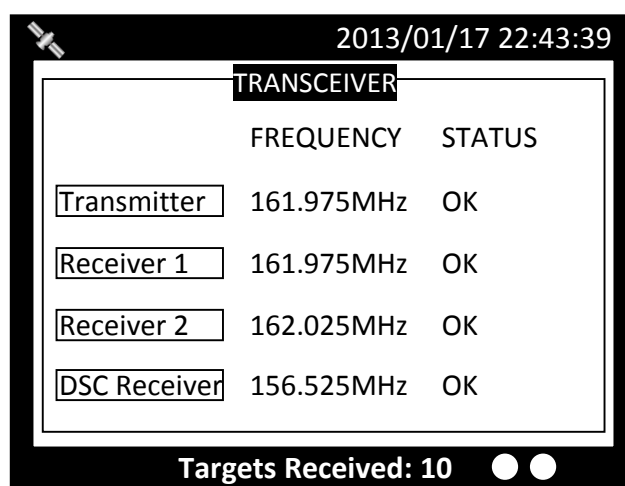 2013/01/17 22:43:39
TRANSCEIVER
FREQUENCY STATUS
Transmitter 161.975MHz OK
Receiver 1 161.975MHz OK
Receiver 2 162.025MHz OK
DSC Receiver 156.525MHz OK
Targets Received: 10